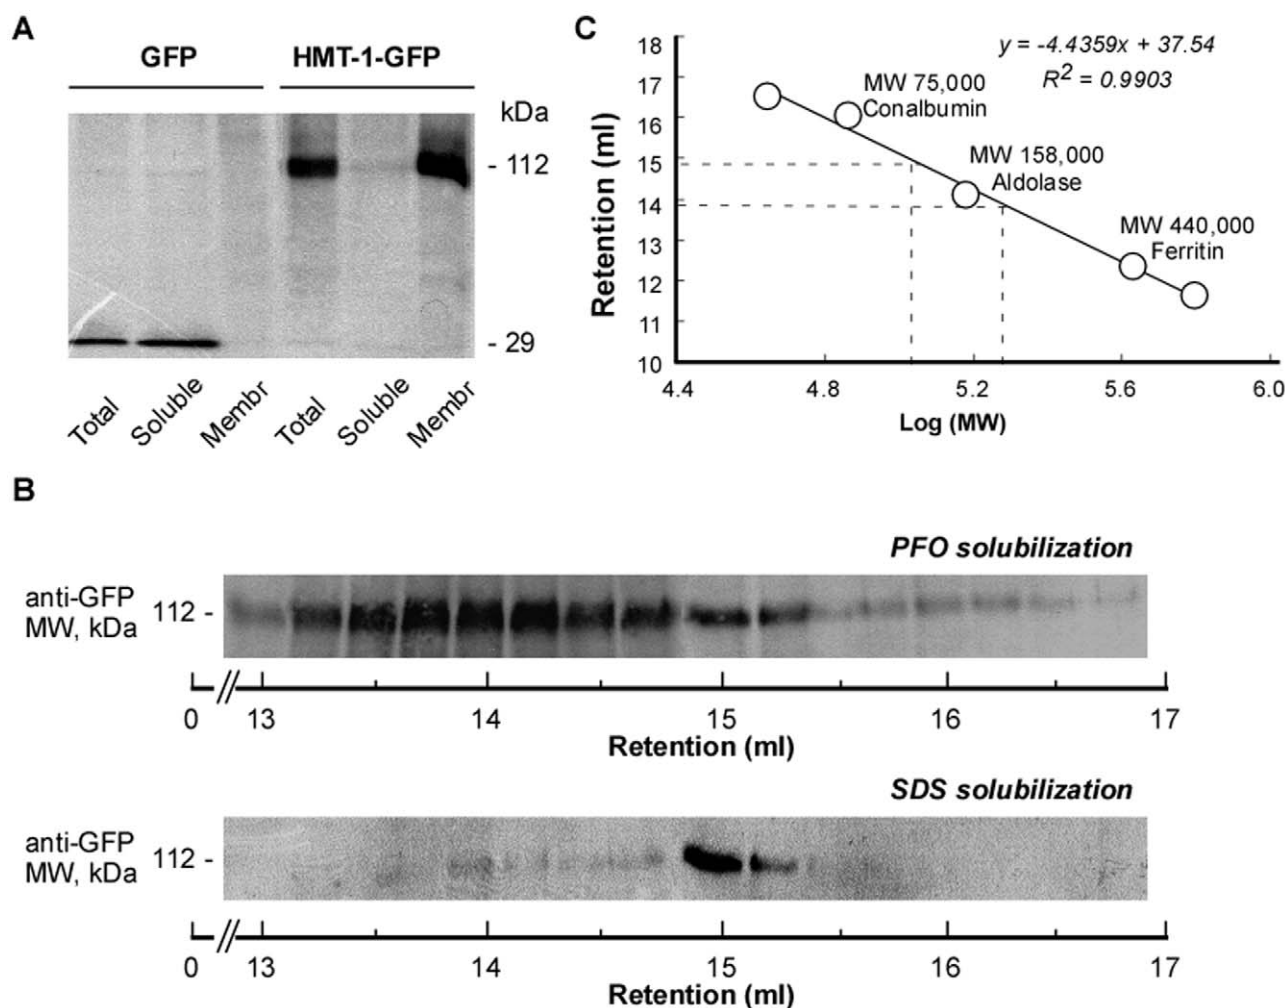 A
GFP HMT-1-GFP
kDa
- 112
- 29
Total Soluble Membr Total Soluble Membr
C
y = -4.4359x + 37.54
R² = 0.9903
MW 75,000
Conalbumin
MW 158,000
Aldolase
MW 440,000
Ferritin
Retention (ml)
18
17
16
15
14
13
12
11
10
4.4 4.8 5.2 5.6 6.0
Log (MW)
B
PFO solubilization
anti-GFP
MW, kDa
112 -
0 13 14 15 16 17
Retention (ml)
SDS solubilization
anti-GFP
MW, kDa
112 -
0 13 14 15 16 17
Retention (ml)